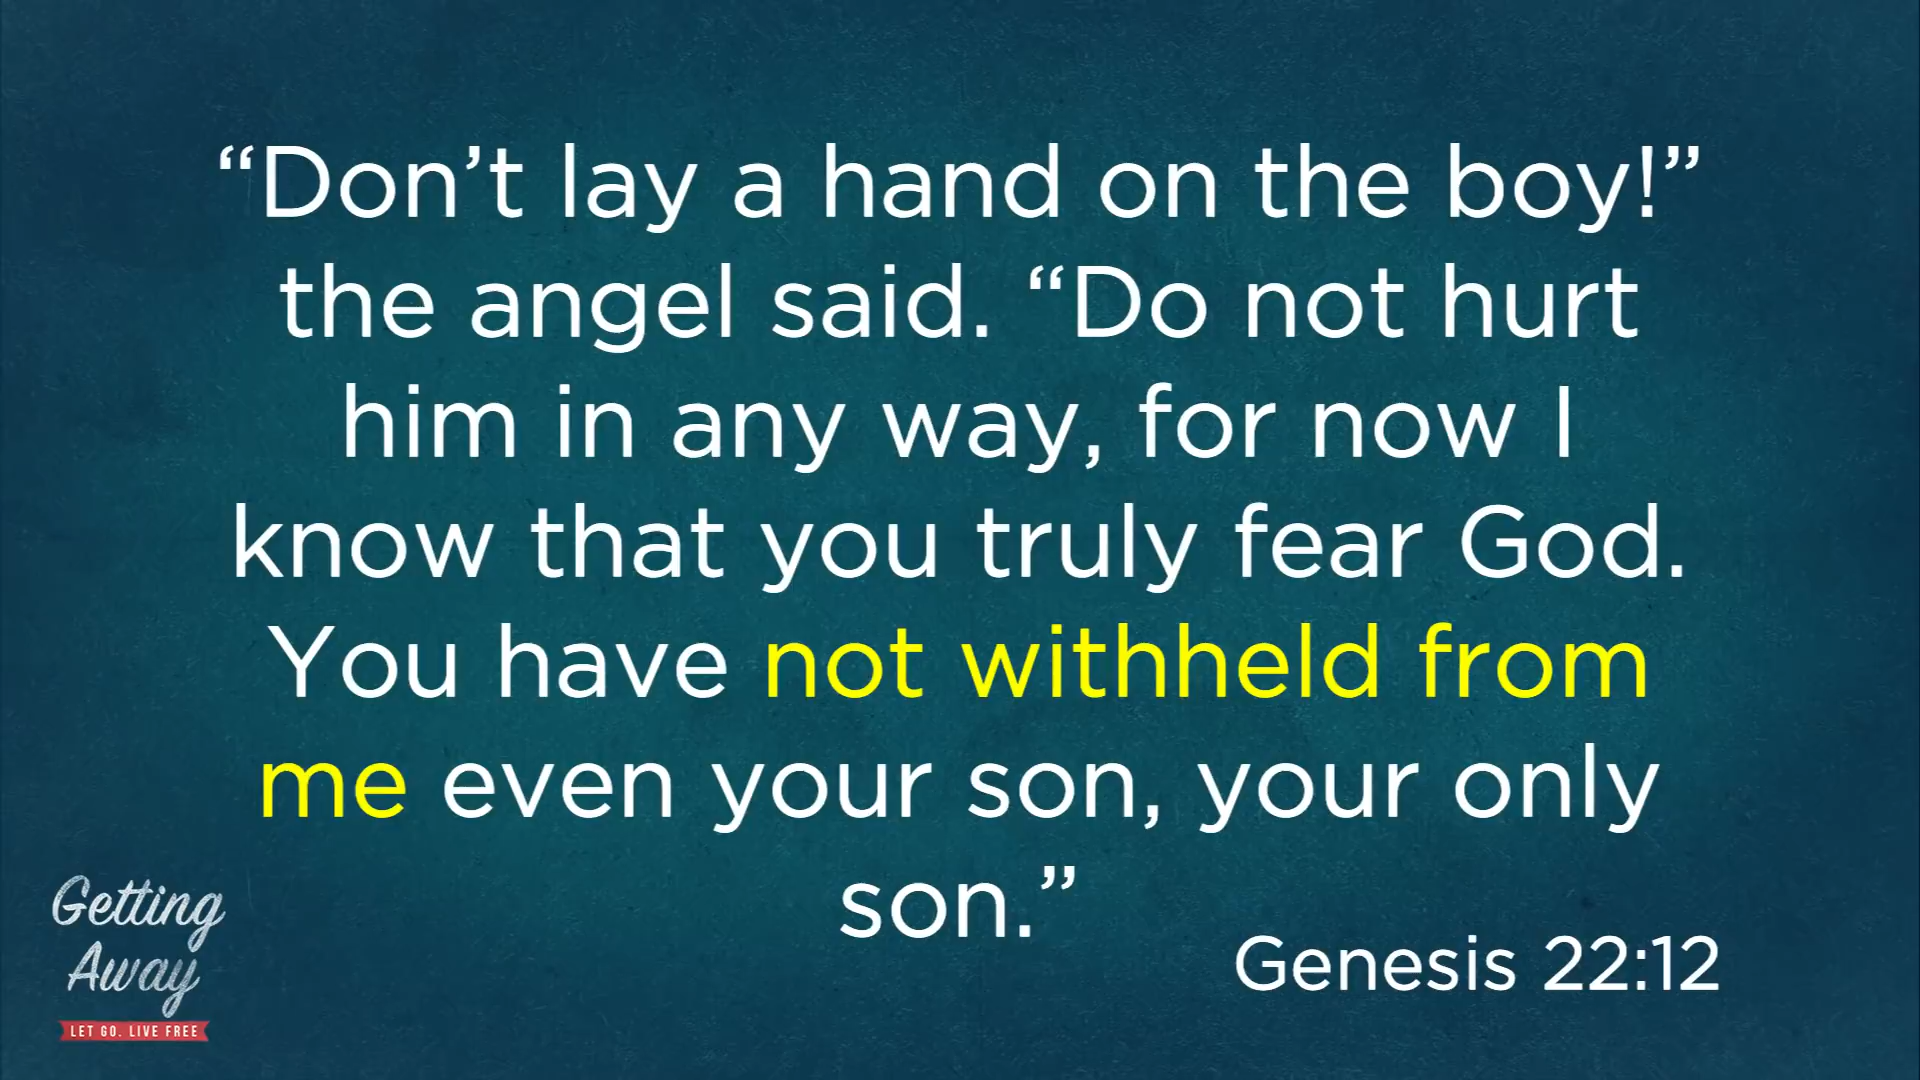 “Don’t lay a hand on the boy!”
the angel said. “Do not hurt
him in any way, for now I
know that you truly fear God.
You have not withheld from
me even your son, your only
son.”
Genesis 22:12
Getting
Away
LET GO. LIVE FREE